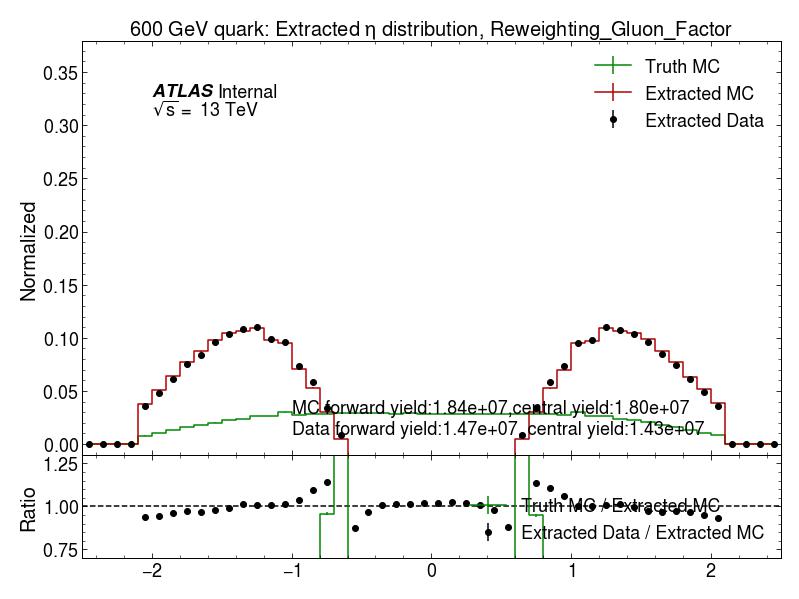 600 GeV quark: Extracted η distribution, Reweighting_Gluon_Factor
0.35
0.30
0.25
0.20
0.15
0.10
0.05
0.00
Normalized
ATLAS Internal
√s = 13 TeV
Truth MC
Extracted MC
Extracted Data
MC forward yield:1.84e+07,central yield:1.80e+07
Data forward yield:1.47e+07, central yield:1.43e+07
1.25
1.00
0.75
Ratio
Truth MC / Extracted MC
Extracted Data / Extracted MC
−2
−1
0
1
2